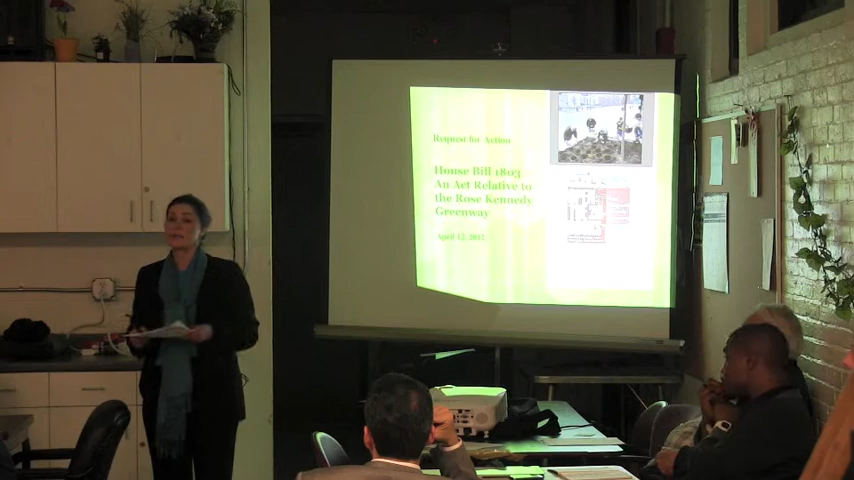 Request for Action
House Bill 1803
An Act Relative to
the Rose Kennedy
Greenway
April 12, 2012